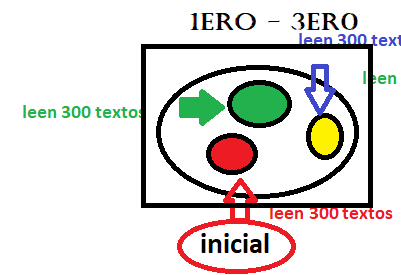 1ERO - 3ERO
leen 300 text
leen
leen 300 textos
leen 300 textos
inicial